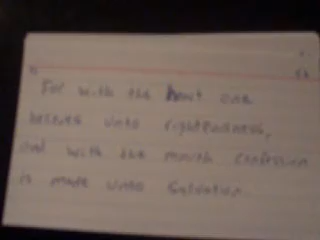 For with the heart one
believes unto righteousness,
and with the mouth confession
is made unto salvation.